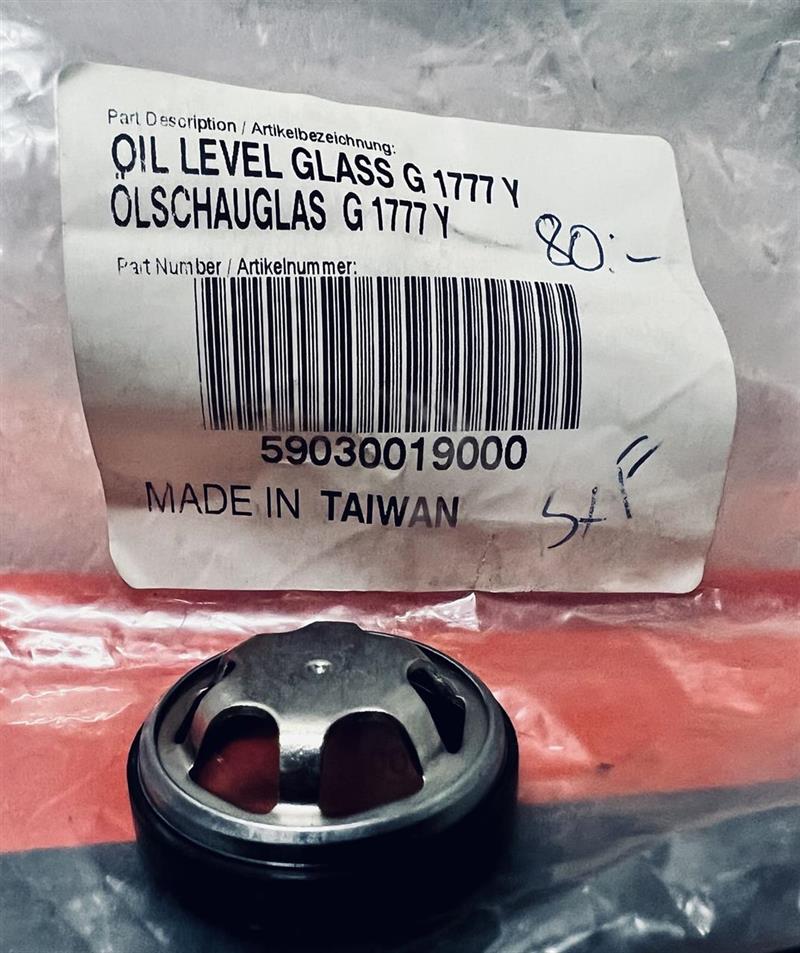 Part Description / Artikelbezeichnung:
OIL LEVEL GLASS G 1777 Y
ÖLSCHAUGLAS G 1777 Y
80:-
Part Number / Artikelnummer:
59030019000
MADE IN TAIWAN